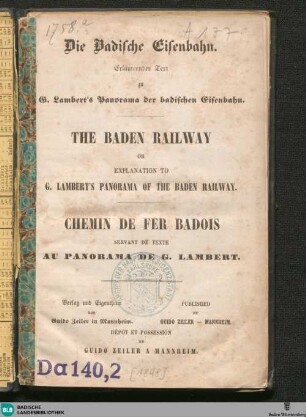 1758.
A 177
Die Badische Eisenbahn.
Erläuternder Text
zu
G. Lambert's Panorama der badischen Eisenbahn.
THE BADEN RAILWAY
OR
EXPLANATION TO
G. LAMBERT'S PANORAMA OF THE BADEN RAILWAY.
CHEMIN DE FER BADOIS
SERVANT DE TEXTE
AU PANORAMA DE G. LAMBERT.
Verlag und Eigenthum
von
Guido Zeiler in Mannheim.
PUBLISHED
BY
GUIDO ZEILER — MANNHEIM.
DEPOT ET POSSESSION
DE
GUIDO ZEILER A MANNHEIM.
Da 140,2
BLB
BADISCHE
LANDESBIBLIOTHEK
Baden-Württemberg